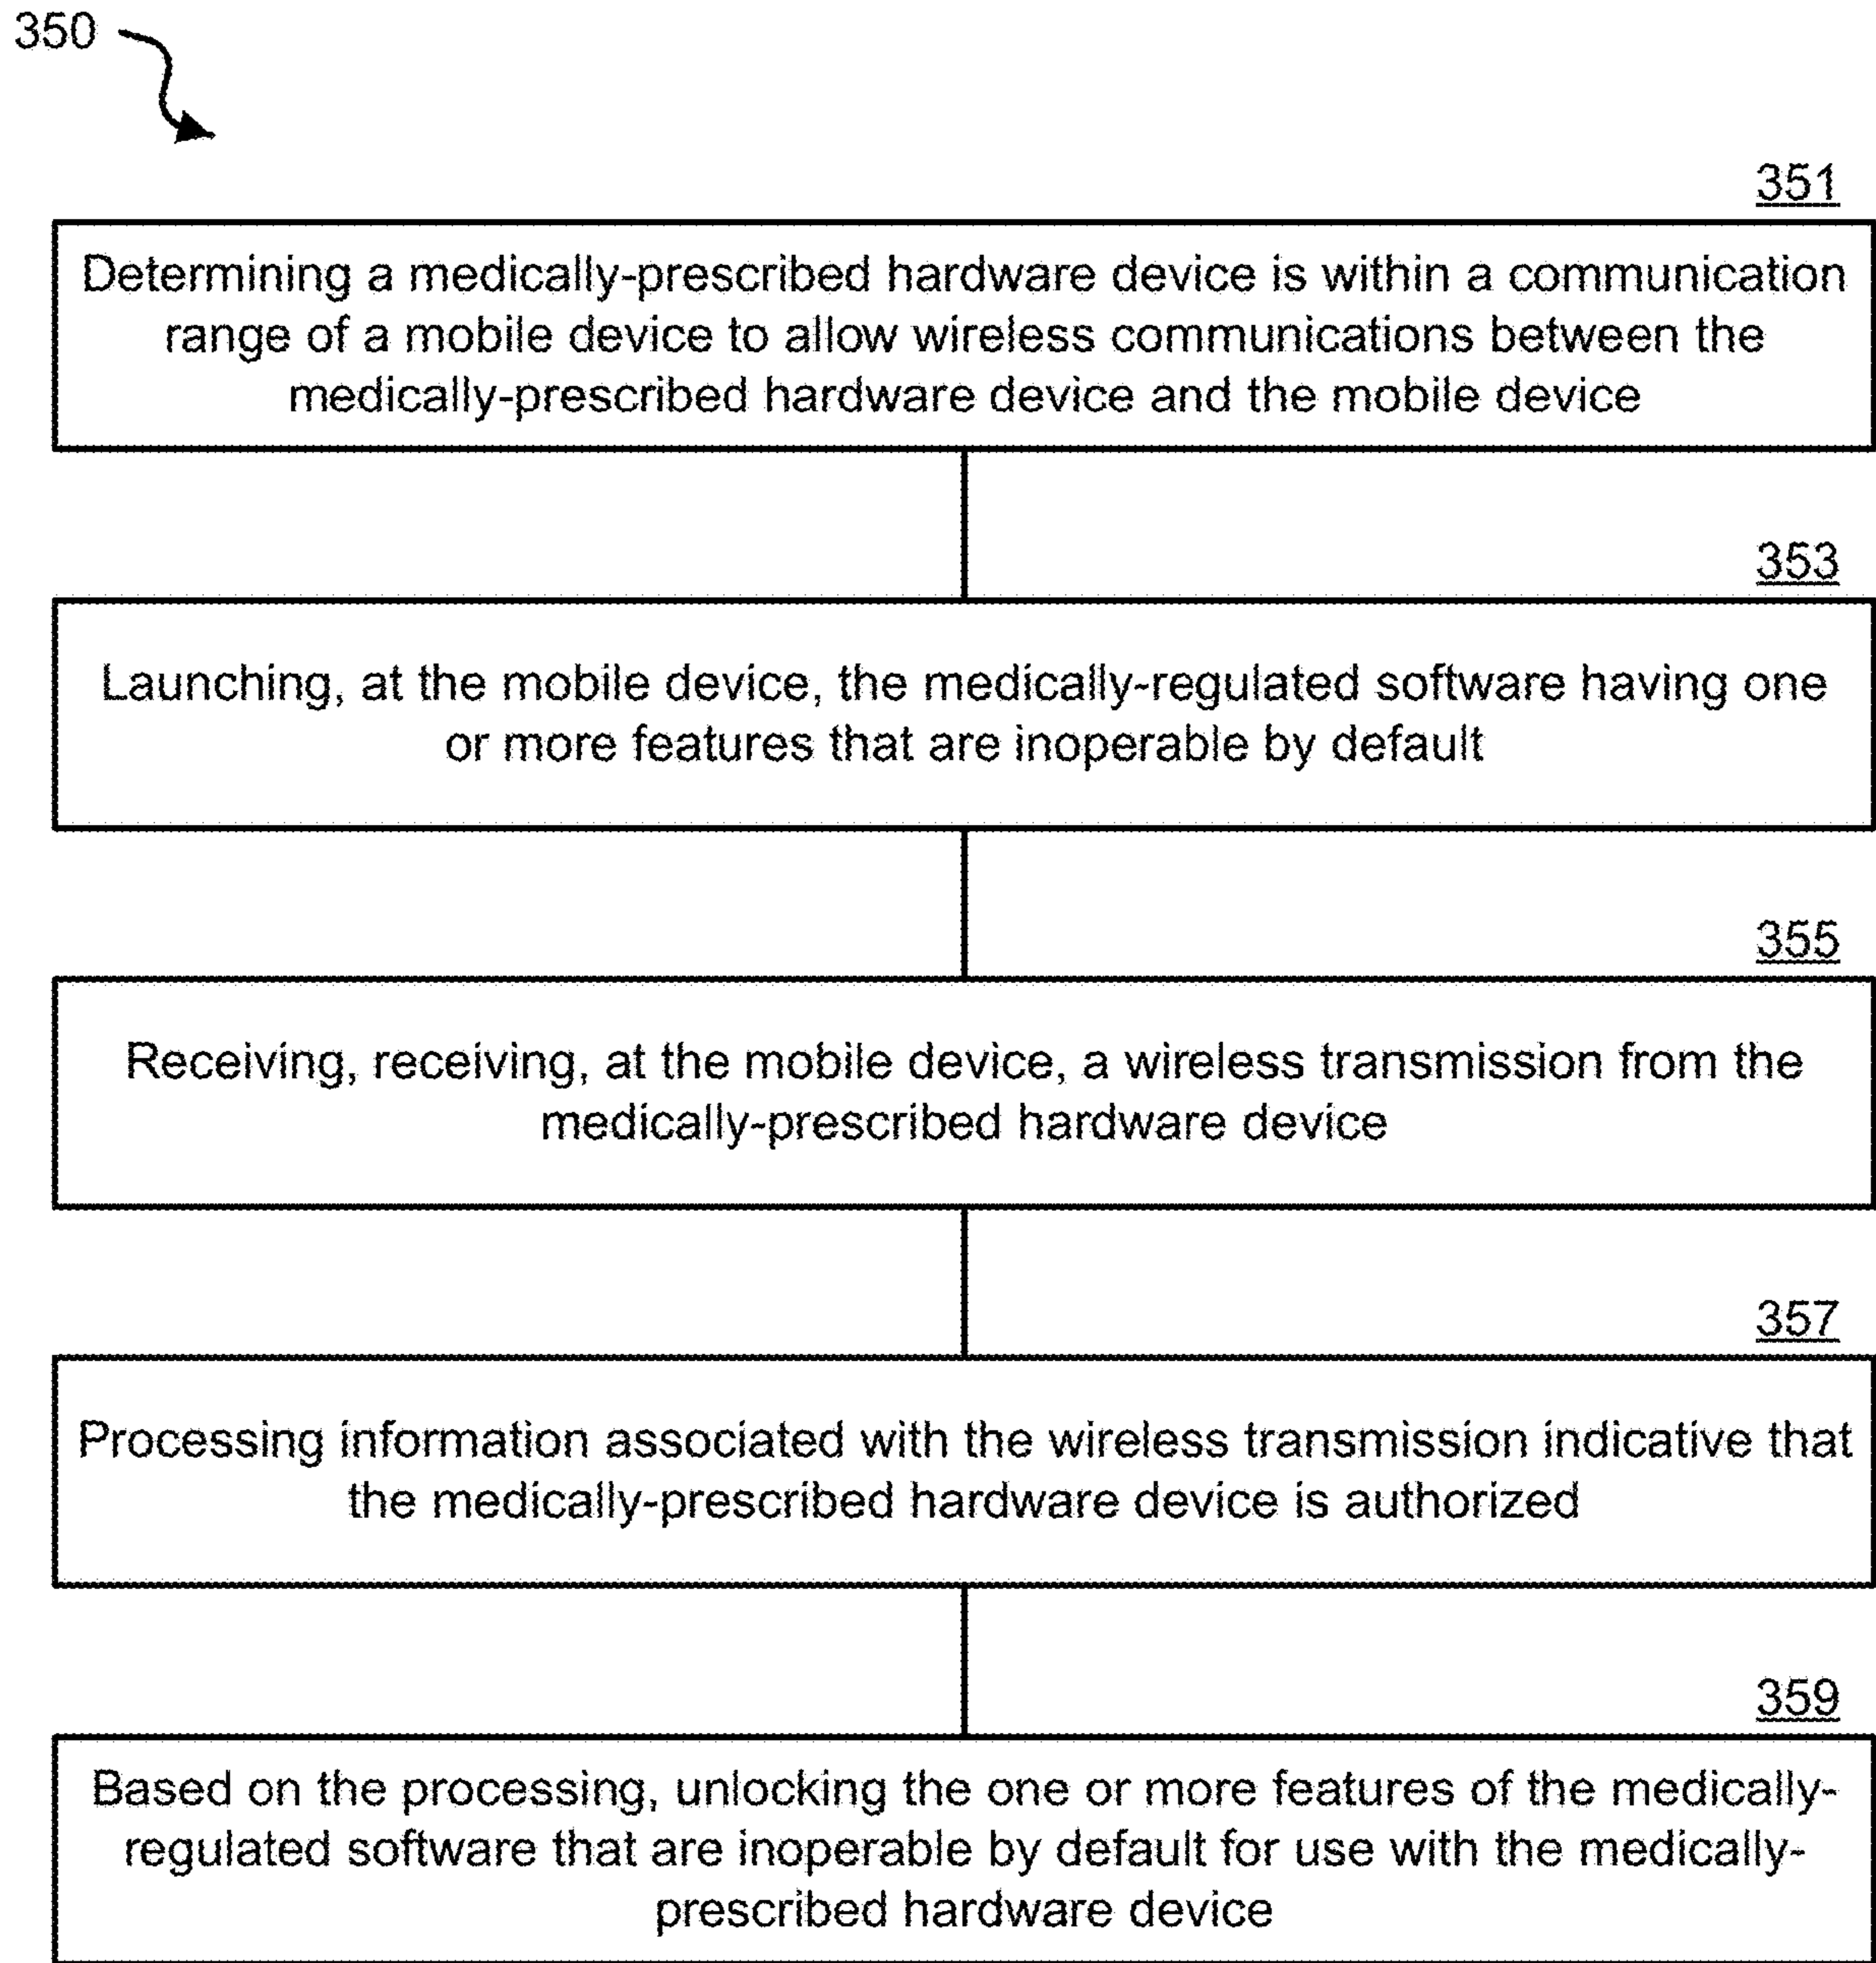 350
351
Determining a medically-prescribed hardware device is within a communication
range of a mobile device to allow wireless communications between the
medically-prescribed hardware device and the mobile device
353
Launching, at the mobile device, the medically-regulated software having one
or more features that are inoperable by default
355
Receiving, receiving, at the mobile device, a wireless transmission from the
medically-prescribed hardware device
357
Processing information associated with the wireless transmission indicative that
the medically-prescribed hardware device is authorized
359
Based on the processing, unlocking the one or more features of the medically-
regulated software that are inoperable by default for use with the medically-
prescribed hardware device